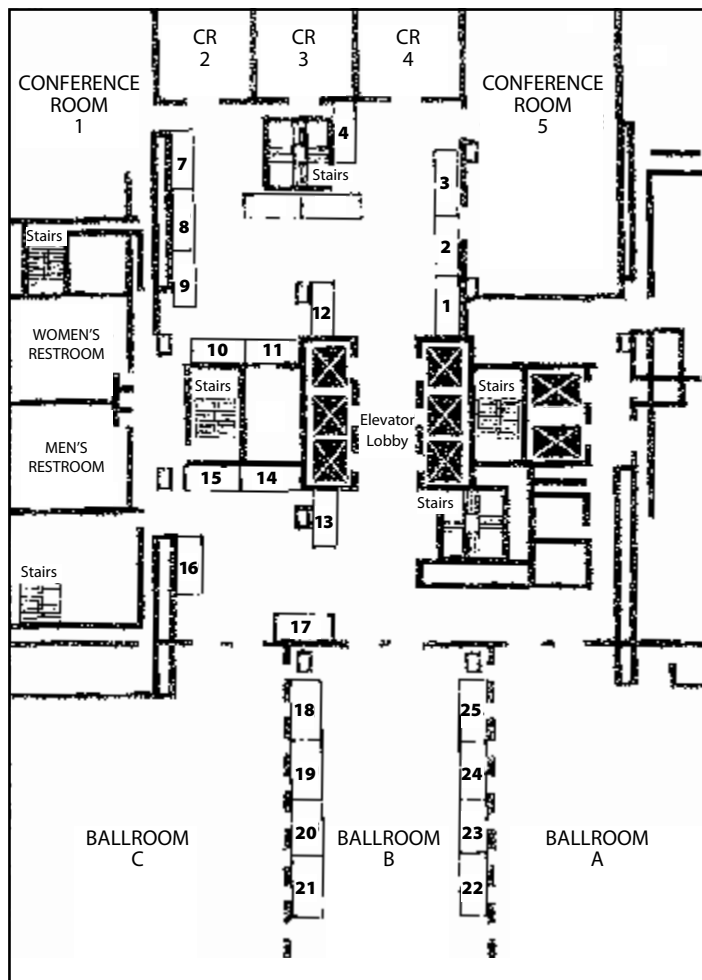 CR
2
CR
3
CR
4
CONFERENCE
ROOM
1
CONFERENCE
ROOM
5
4
7
Stairs
3
8
Stairs
2
9
12
1
WOMEN'S
RESTROOM
10
11
Stairs
Stairs
Elevator
Lobby
MEN'S
RESTROOM
15
14
Stairs
13
16
Stairs
17
18
25
19
24
20
23
BALLROOM
C
BALLROOM
B
BALLROOM
A
21
22